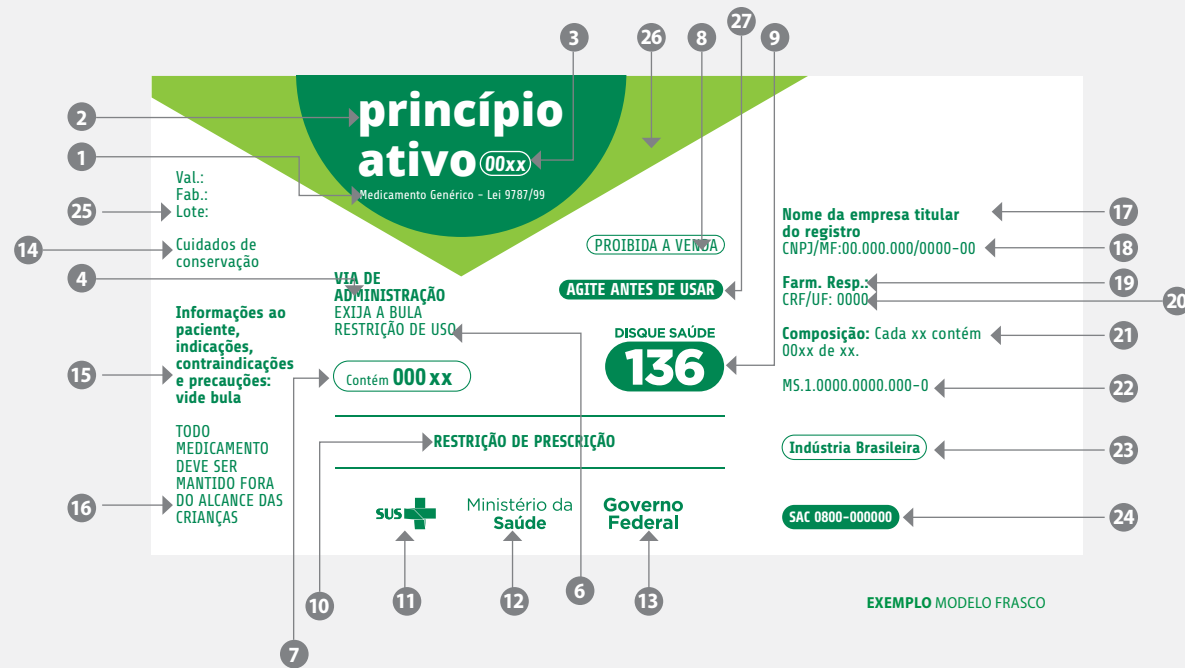 27
3
26
8
9
2
princípio
ativo 00xx
1
Medicamento Genérico – Lei 9787/99
Val.:
Fab.:
25
Lote:
14
Cuidados de
conservação
4
VIA DE
ADMINISTRAÇÃO
EXIJA A BULA
RESTRIÇÃO DE USO
PROIBIDA A VENDA
AGITE ANTES DE USAR
DISQUE SAÚDE
136
Nome da empresa titular
do registro
17
CNPJ/MF:00.000.000/0000-00
18
Farm. Resp.:
19
CRF/UF: 0000
20
Composição: Cada xx contém
00xx de xx.
21
MS.1.0000.0000.000-0
22
15
Informações ao
paciente,
indicações,
contraindicações
e precauções:
vide bula
7
Contém 000 xx
10
RESTRIÇÃO DE PRESCRIÇÃO
Indústria Brasileira
23
16
TODO
MEDICAMENTO
DEVE SER
MANTIDO FORA
DO ALCANCE DAS
CRIANÇAS
SUS
Ministério da
Saúde
Governo
Federal
SAC 0800-000000
24
11
12
6
13
EXEMPLO MODELO FRASCO